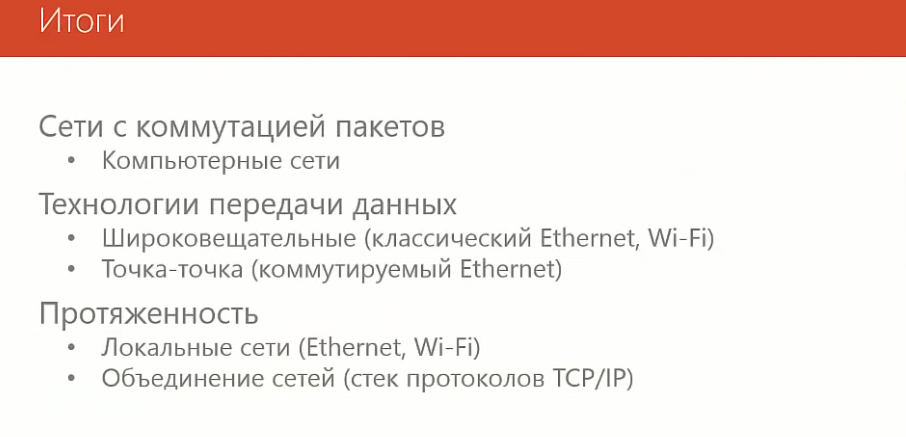 Итоги
Сети с коммутацией пакетов
• Компьютерные сети
Технологии передачи данных
• Широковещательные (классический Ethernet, Wi-Fi)
• Точка-точка (коммутируемый Ethernet)
Протяженность
• Локальные сети (Ethernet, Wi-Fi)
• Объединение сетей (стек протоколов TCP/IP)